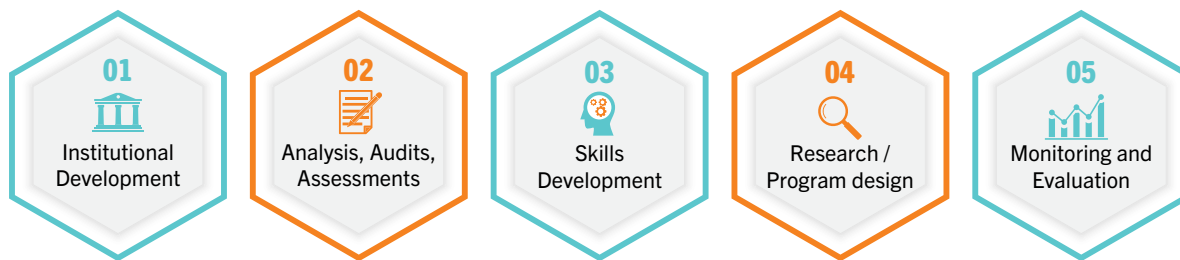 01
Institutional
Development
02
Analysis, Audits,
Assessments
03
Skills
Development
04
Research /
Program design
05
Monitoring and
Evaluation